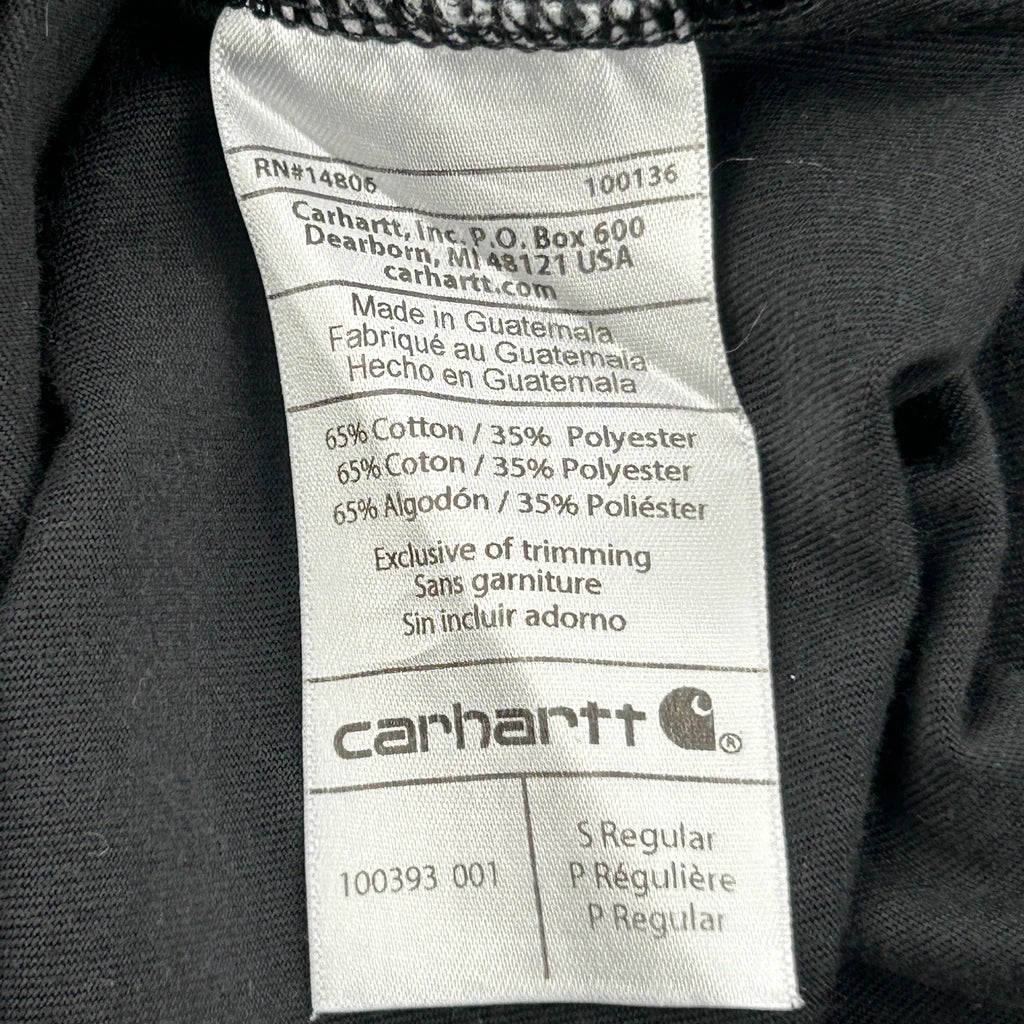 RN#14806 100136
Carhartt, Inc. P.O. Box 600
Dearborn, MI 48121 USA
carhartt.com
Made in Guatemala
Fabriqué au Guatemala
Hecho en Guatemala
65% Cotton / 35% Polyester
65% Coton / 35% Polyester
65% Algodón / 35% Poliéster
Exclusive of trimming
Sans garniture
Sin incluir adorno
carhartt ®
100393 001
S Regular
P Régulière
P Regular